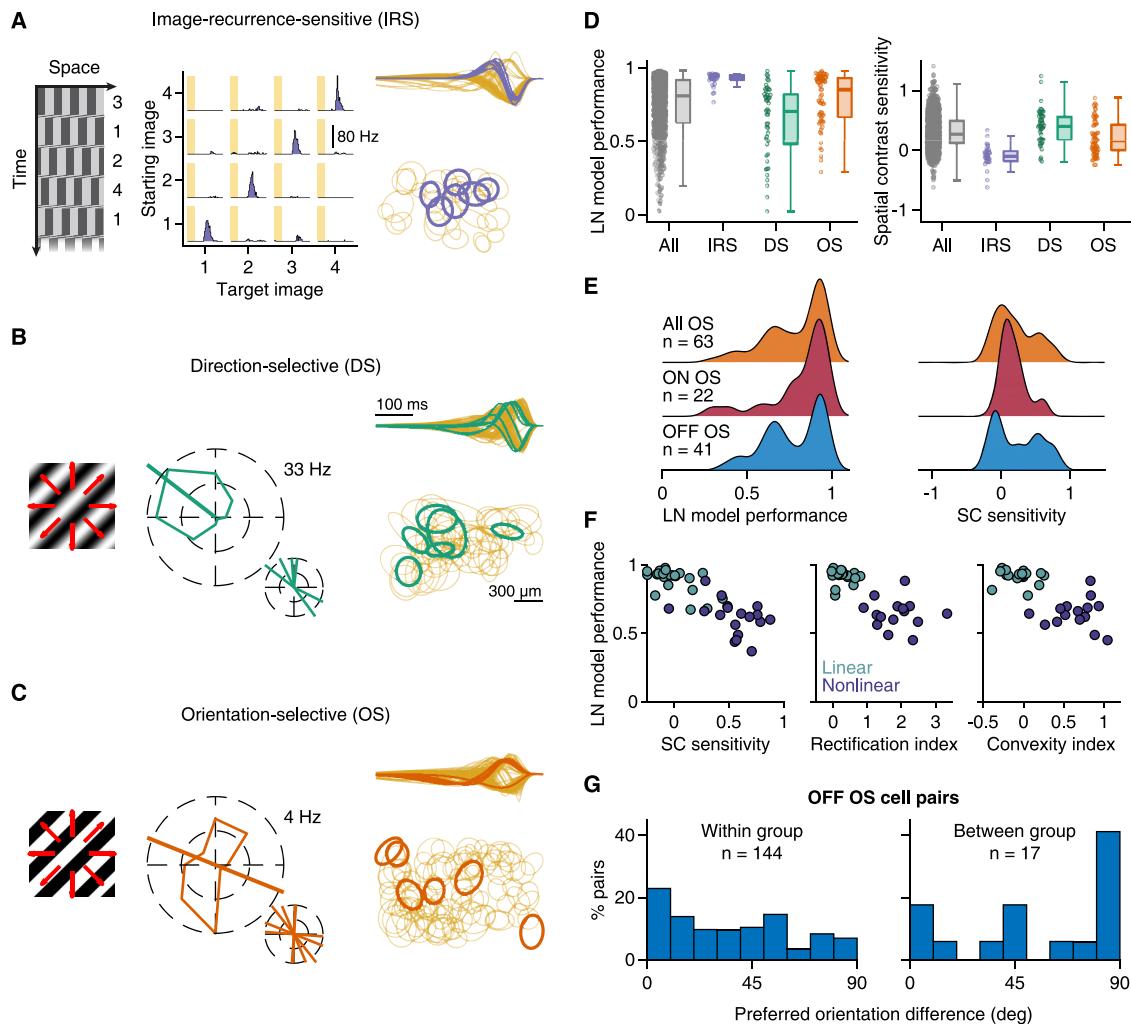 A
Image-recurrence-sensitive (IRS)
Space
Time
3
1
2
4
1
Starting image
4
3
2
1
80 Hz
1 2 3 4
Target image
B
Direction-selective (DS)
33 Hz
100 ms
300 µm
C
Orientation-selective (OS)
4 Hz
D
LN model performance
1
0.5
0
All IRS DS OS
Spatial contrast sensitivity
1
0
-1
All IRS DS OS
E
All OS
n = 63
ON OS
n = 22
OFF OS
n = 41
0 0.5 1
LN model performance
-1 0 1
SC sensitivity
F
LN model performance
1
0.5
0
0 0.5 1
SC sensitivity
Linear
Nonlinear
0 1 2 3
Rectification index
-0.5 0 0.5 1
Convexity index
G
OFF OS cell pairs
% pairs
40
20
0
Within group
n = 144
0 45 90
Between group
n = 17
0 45 90
Preferred orientation difference (deg)